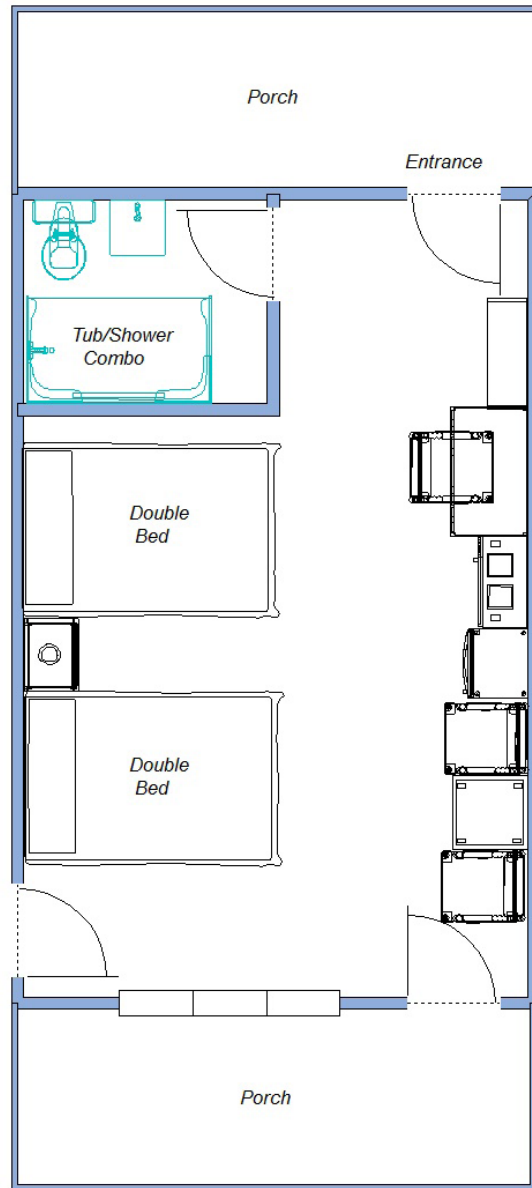 Porch
Entrance
Tub/Shower
Combo
Double
Bed
Double
Bed
Porch